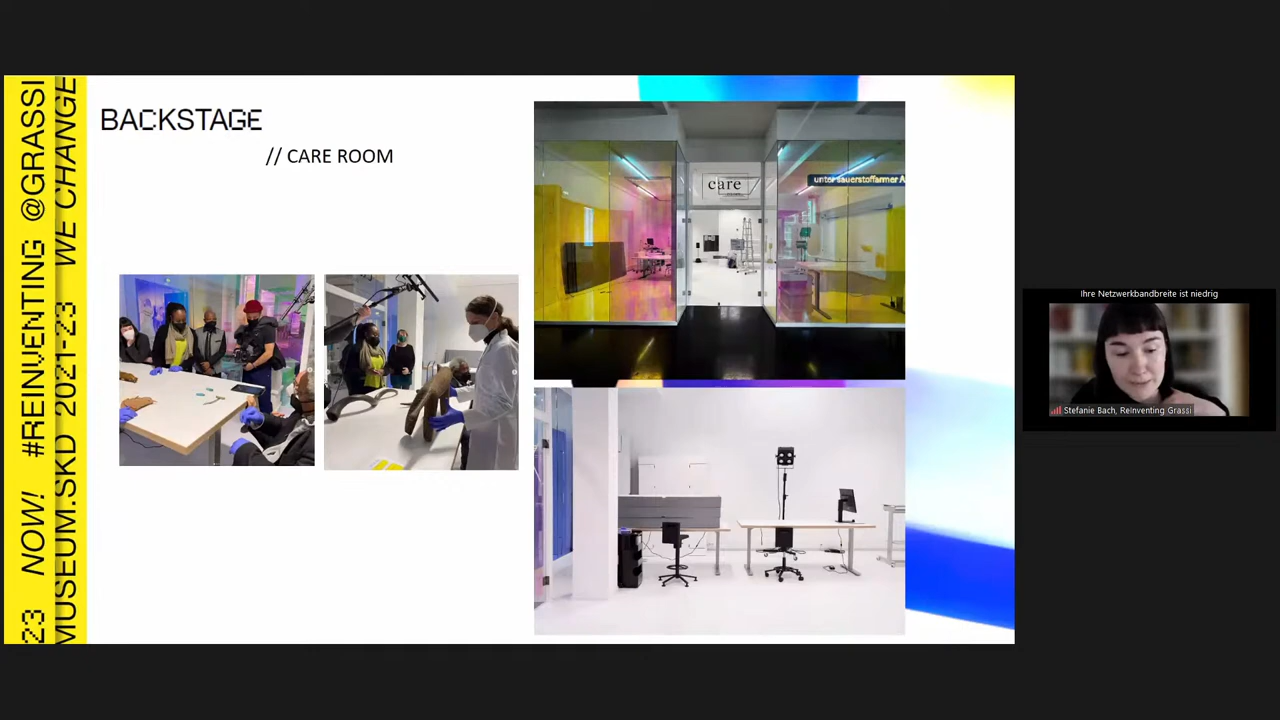 23 NOW! #REINVENTING @GRASSI
MUSEUM.SKD 2021-23 WE CHANGE
BACKSTAGE
// CARE ROOM
care
unter sauerstoffarmer A
Ihre Netzwerkbandbreite ist niedrig
Stefanie Bach, Reinventing Grassi